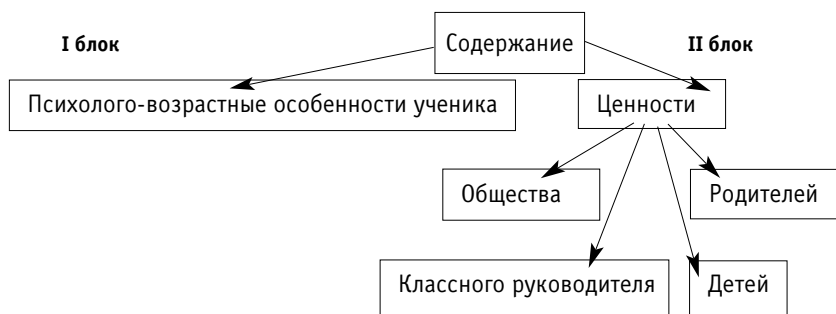 I блок
Содержание
II блок
Психолого-возрастные особенности ученика
Ценности
Общества
Родителей
Классного руководителя
Детей